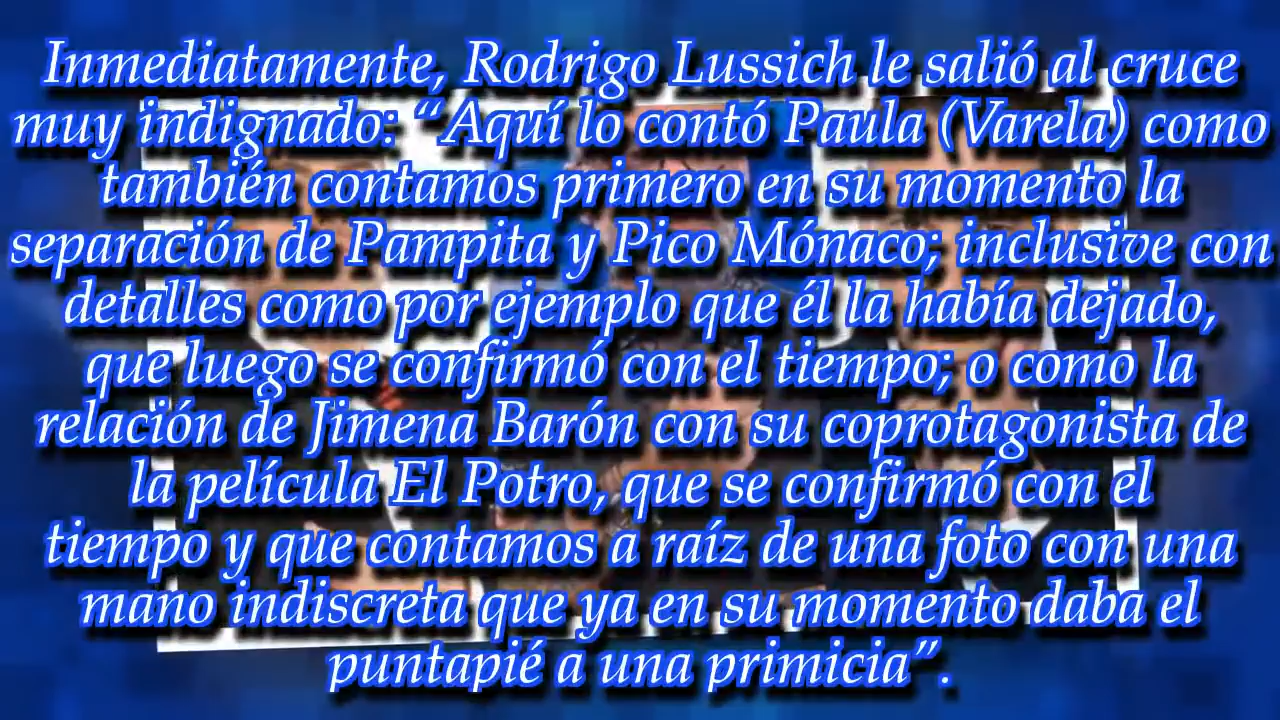 Inmediatamente, Rodrigo Lussich le salió al cruce
muy indignado: “Aquí lo contó Paula (Varela) como
también contamos primero en su momento la
separación de Pampita y Pico Mónaco; inclusive con
detalles como por ejemplo que él la había dejado,
que luego se confirmó con el tiempo; o como la
relación de Jimena Barón con su coprotagonista de
la película El Potro, que se confirmó con el
tiempo y que contamos a raíz de una foto con una
mano indiscreta que ya en su momento daba el
puntapié a una primicia”.